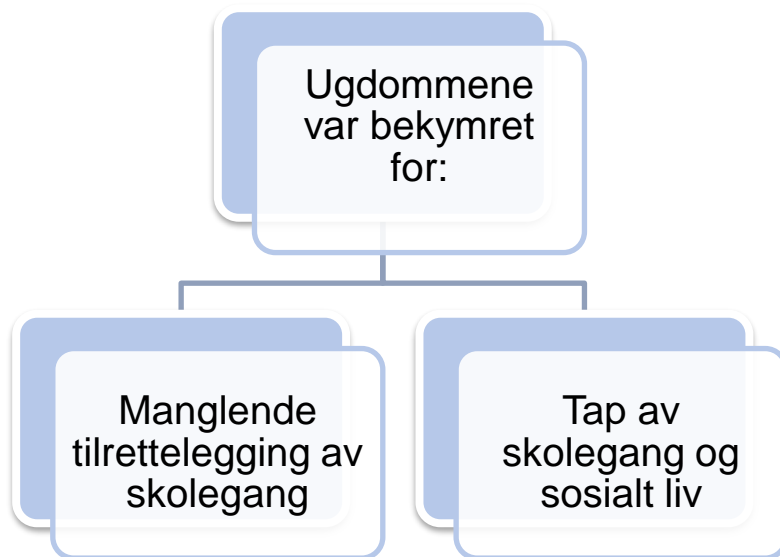 Ugdommene
var bekymret
for:
Manglende
tilrettelegging av
skolegang
Tap av
skolegang og
sosialt liv